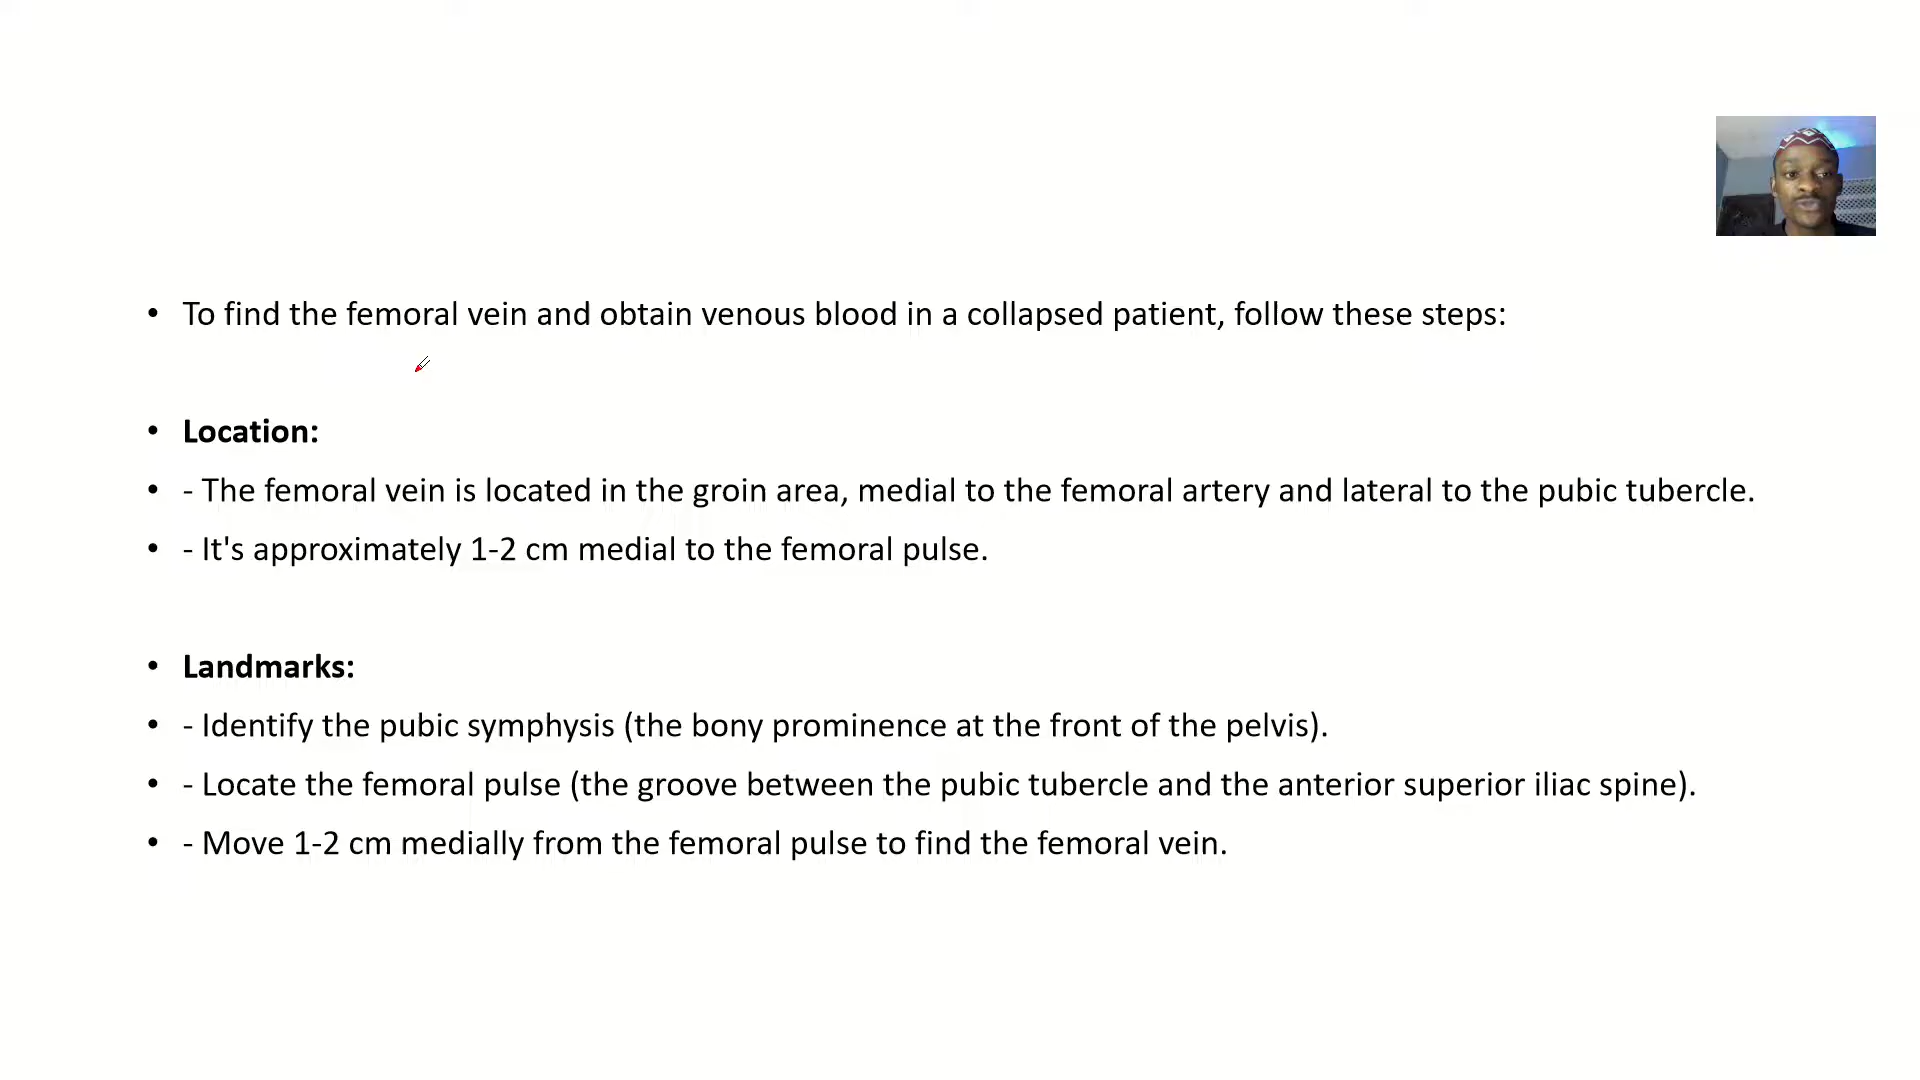 • To find the femoral vein and obtain venous blood in a collapsed patient, follow these steps:
• Location:
• - The femoral vein is located in the groin area, medial to the femoral artery and lateral to the pubic tubercle.
• - It's approximately 1-2 cm medial to the femoral pulse.
• Landmarks:
• - Identify the pubic symphysis (the bony prominence at the front of the pelvis).
• - Locate the femoral pulse (the groove between the pubic tubercle and the anterior superior iliac spine).
• - Move 1-2 cm medially from the femoral pulse to find the femoral vein.